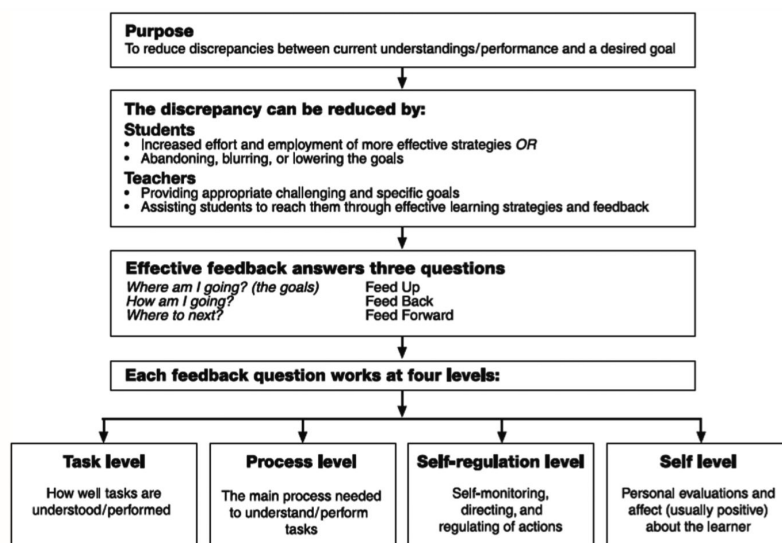 Purpose
To reduce discrepancies between current understandings/performance and a desired goal
The discrepancy can be reduced by:
Students
• Increased effort and employment of more effective strategies OR
• Abandoning, blurring, or lowering the goals
Teachers
• Providing appropriate challenging and specific goals
• Assisting students to reach them through effective learning strategies and feedback
Effective feedback answers three questions
Where am I going? (the goals) Feed Up
How am I going? Feed Back
Where to next? Feed Forward
Each feedback question works at four levels:
Task level
How well tasks are
understood/performed
Process level
The main process needed
to understand/perform
tasks
Self-regulation level
Self-monitoring,
directing, and
regulating of actions
Self level
Personal evaluations and
affect (usually positive)
about the learner